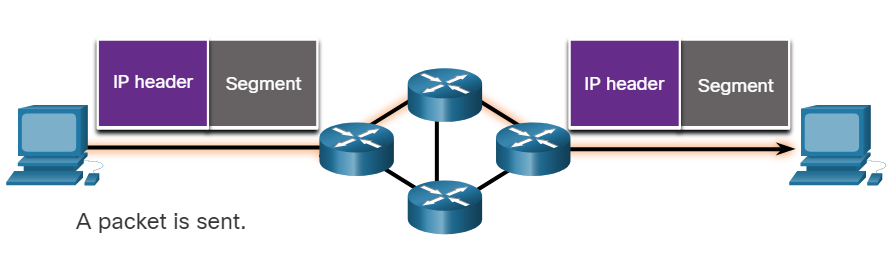 IP header
Segment
IP header
Segment
A packet is sent.